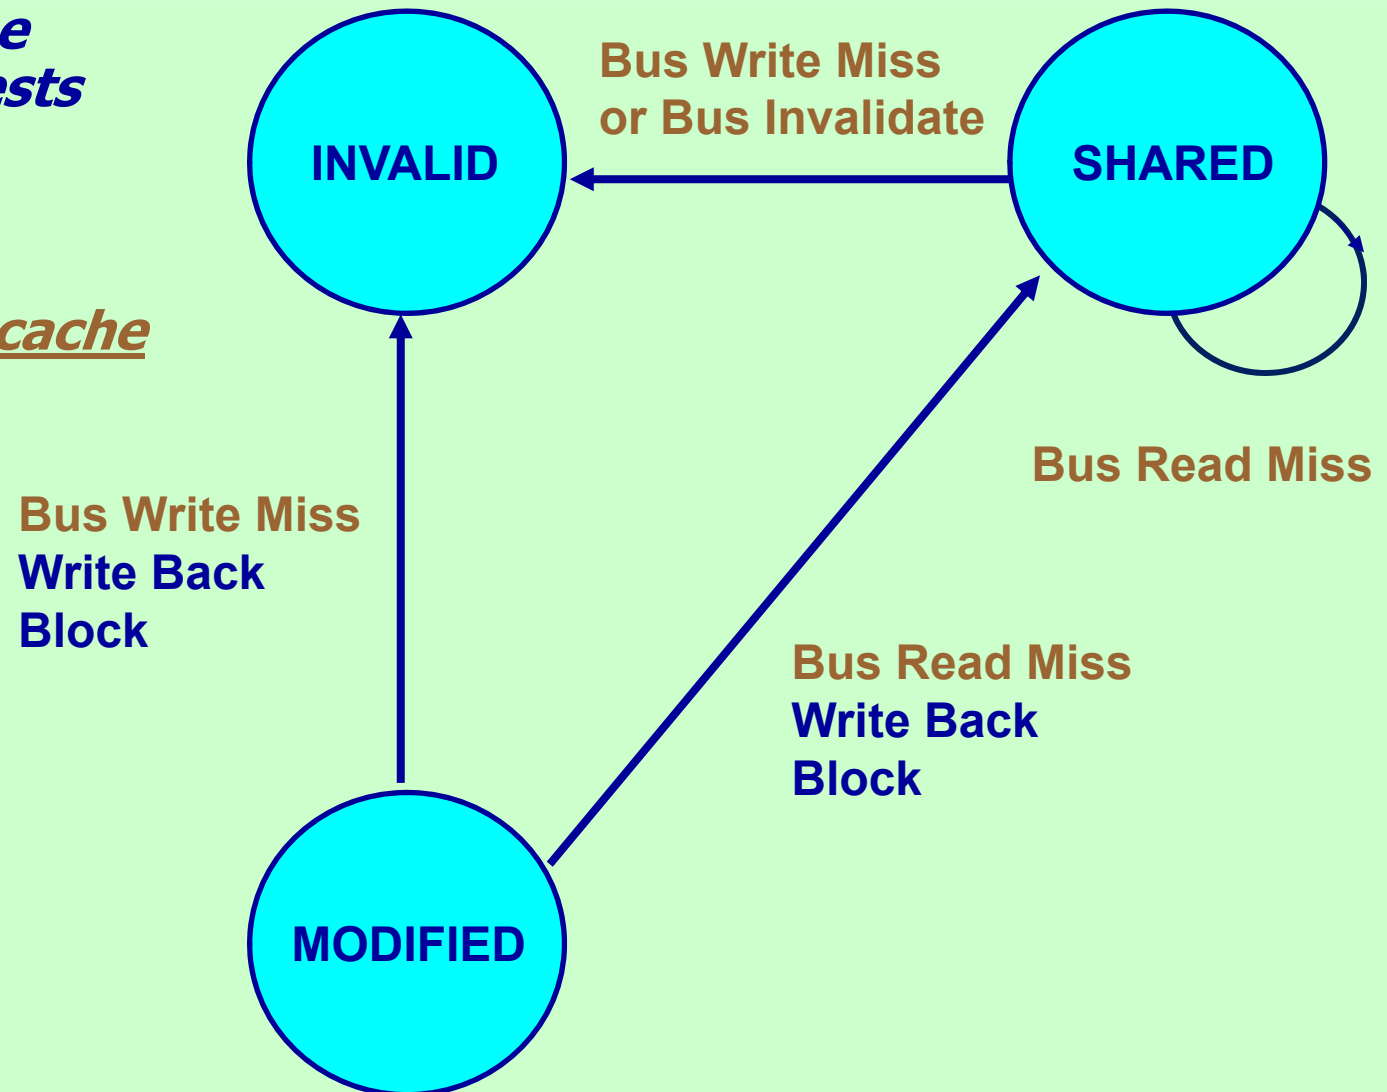 e
ests
Bus Write Miss
or Bus Invalidate
INVALID
SHARED
cache
Bus Read Miss
Bus Write Miss
Write Back
Block
Bus Read Miss
Write Back
Block
MODIFIED